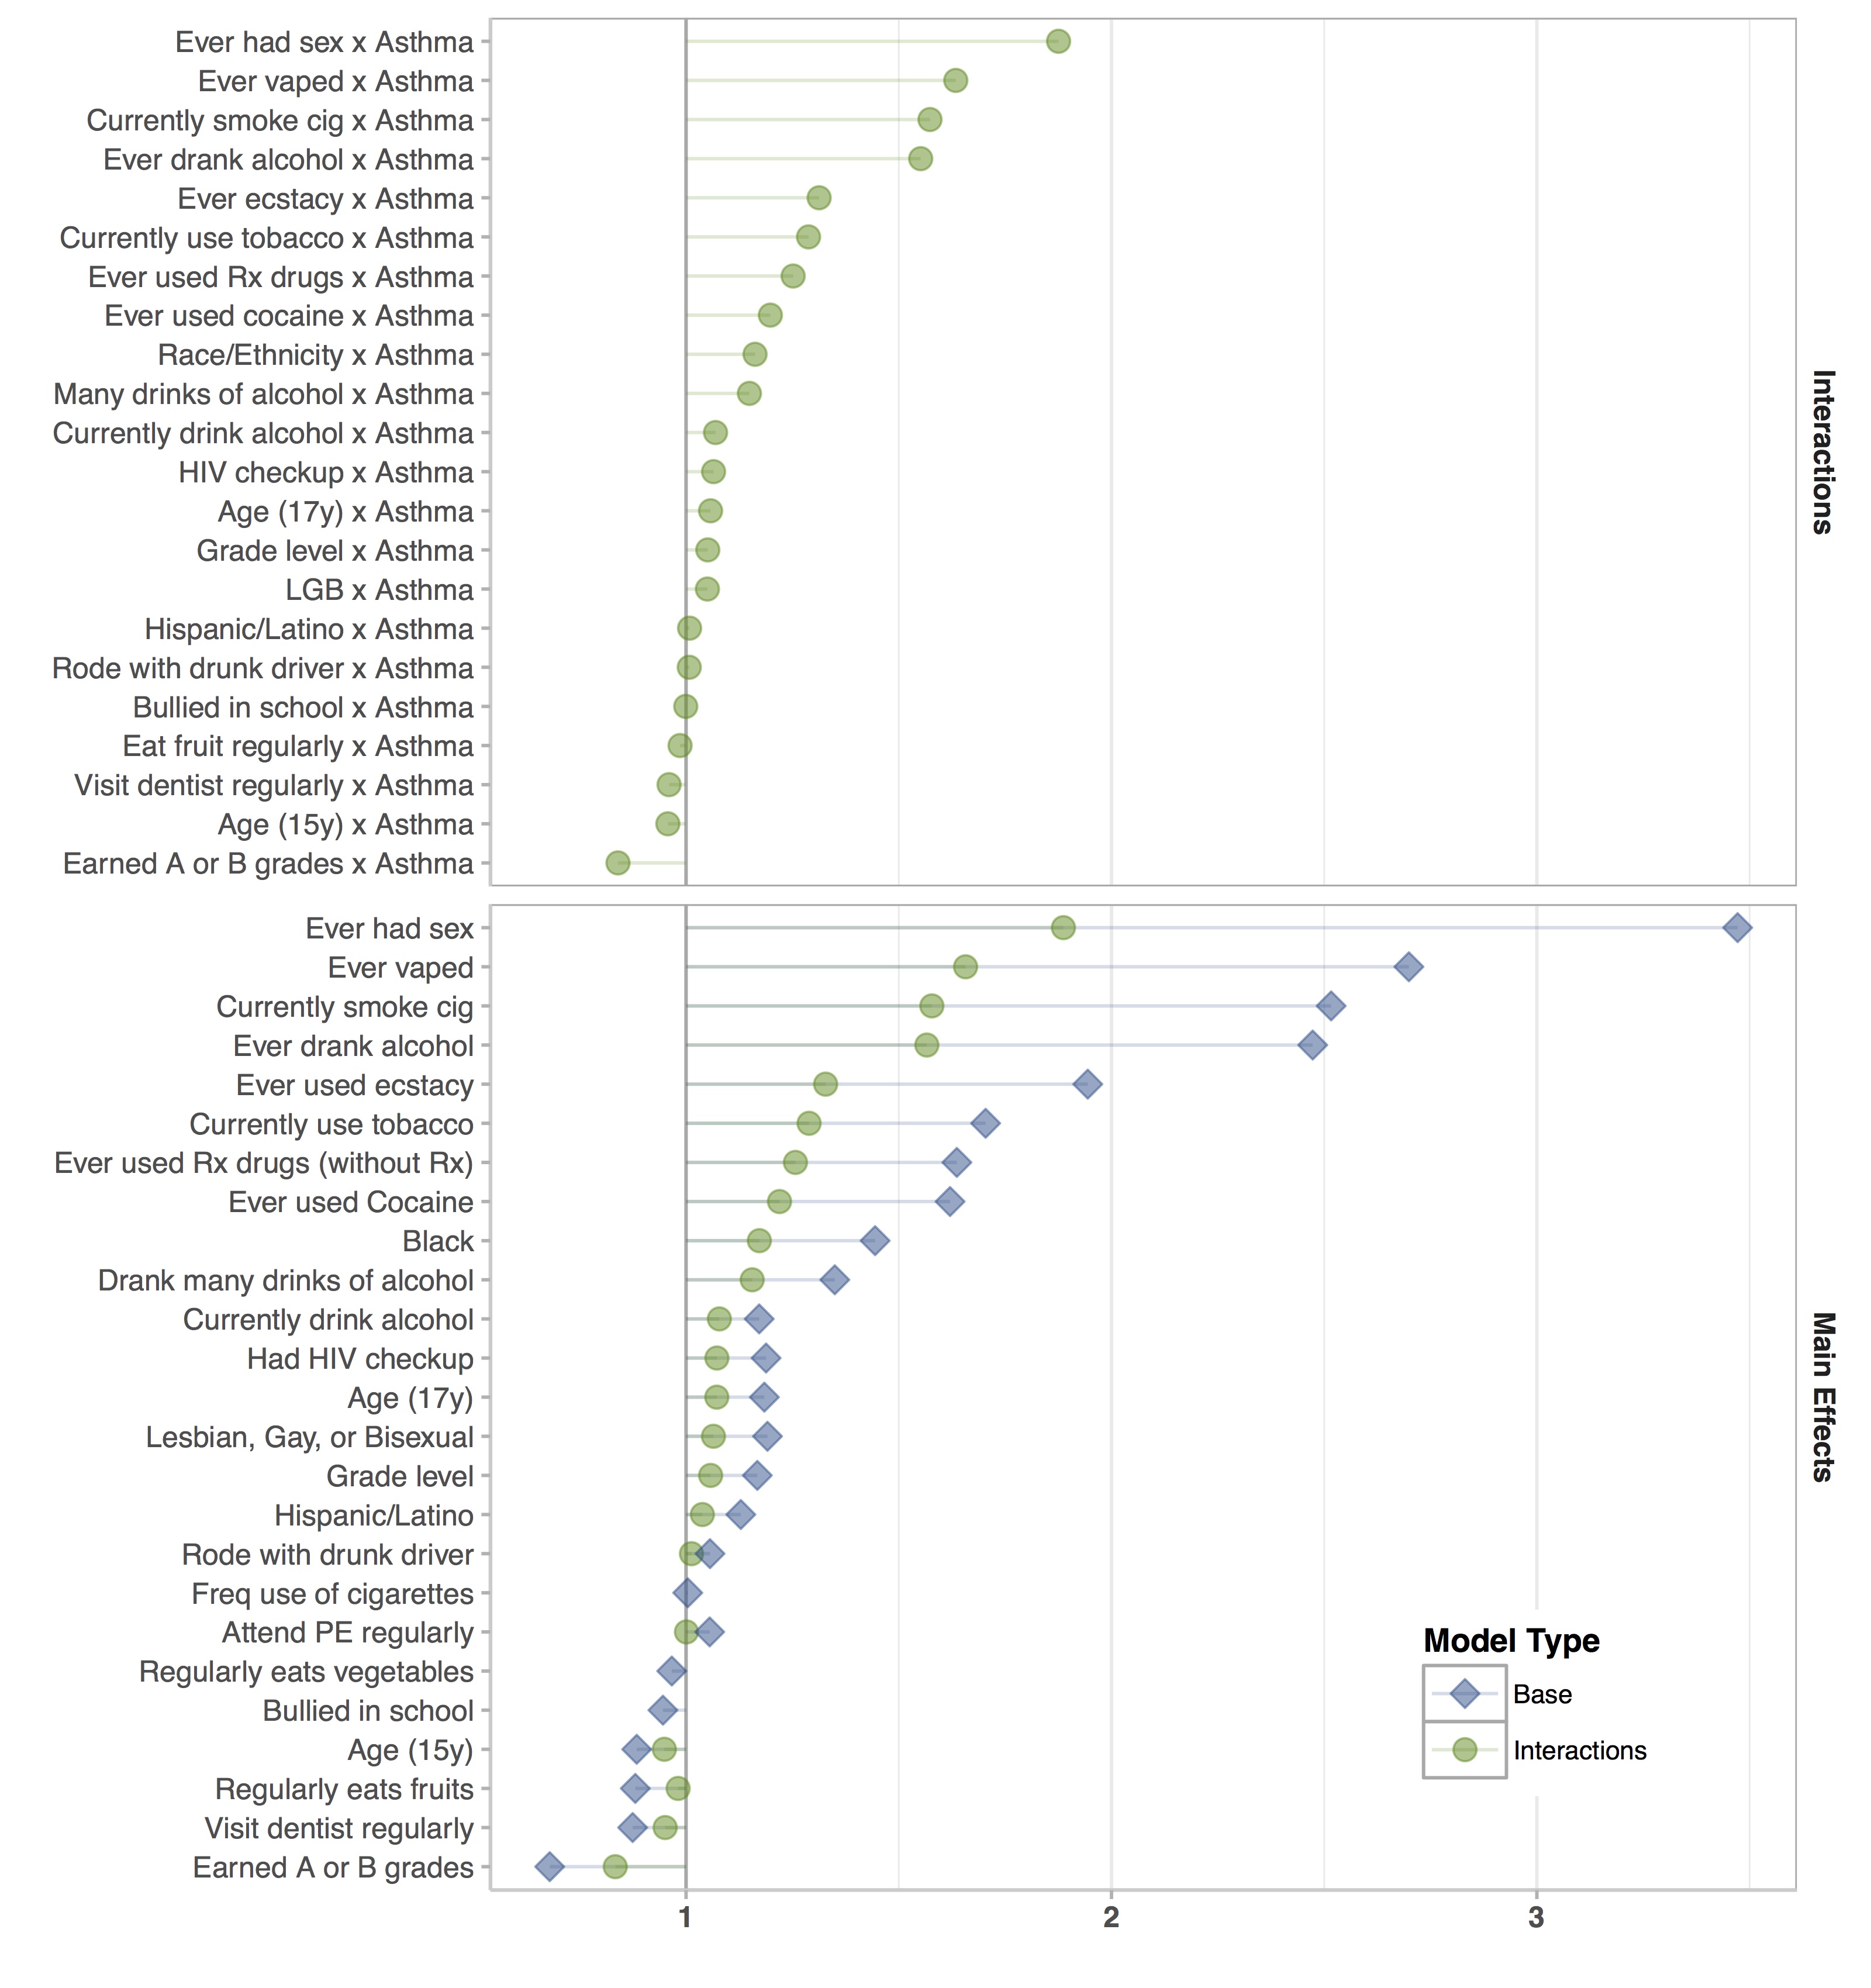 Ever had sex x Asthma
Ever vaped x Asthma
Currently smoke cig x Asthma
Ever drank alcohol x Asthma
Ever ecstacy x Asthma
Currently use tobacco x Asthma
Ever used Rx drugs x Asthma
Ever used cocaine x Asthma
Race/Ethnicity x Asthma
Many drinks of alcohol x Asthma
Currently drink alcohol x Asthma
HIV checkup x Asthma
Age (17y) x Asthma
Grade level x Asthma
LGB x Asthma
Hispanic/Latino x Asthma
Rode with drunk driver x Asthma
Bullied in school x Asthma
Eat fruit regularly x Asthma
Visit dentist regularly x Asthma
Age (15y) x Asthma
Earned A or B grades x Asthma
Interactions
Ever had sex
Ever vaped
Currently smoke cig
Ever drank alcohol
Ever used ecstacy
Currently use tobacco
Ever used Rx drugs (without Rx)
Ever used Cocaine
Black
Drank many drinks of alcohol
Currently drink alcohol
Had HIV checkup
Age (17y)
Lesbian, Gay, or Bisexual
Grade level
Hispanic/Latino
Rode with drunk driver
Freq use of cigarettes
Attend PE regularly
Regularly eats vegetables
Bullied in school
Age (15y)
Regularly eats fruits
Visit dentist regularly
Earned A or B grades
Main Effects
Model Type
Base
Interactions
1 2 3